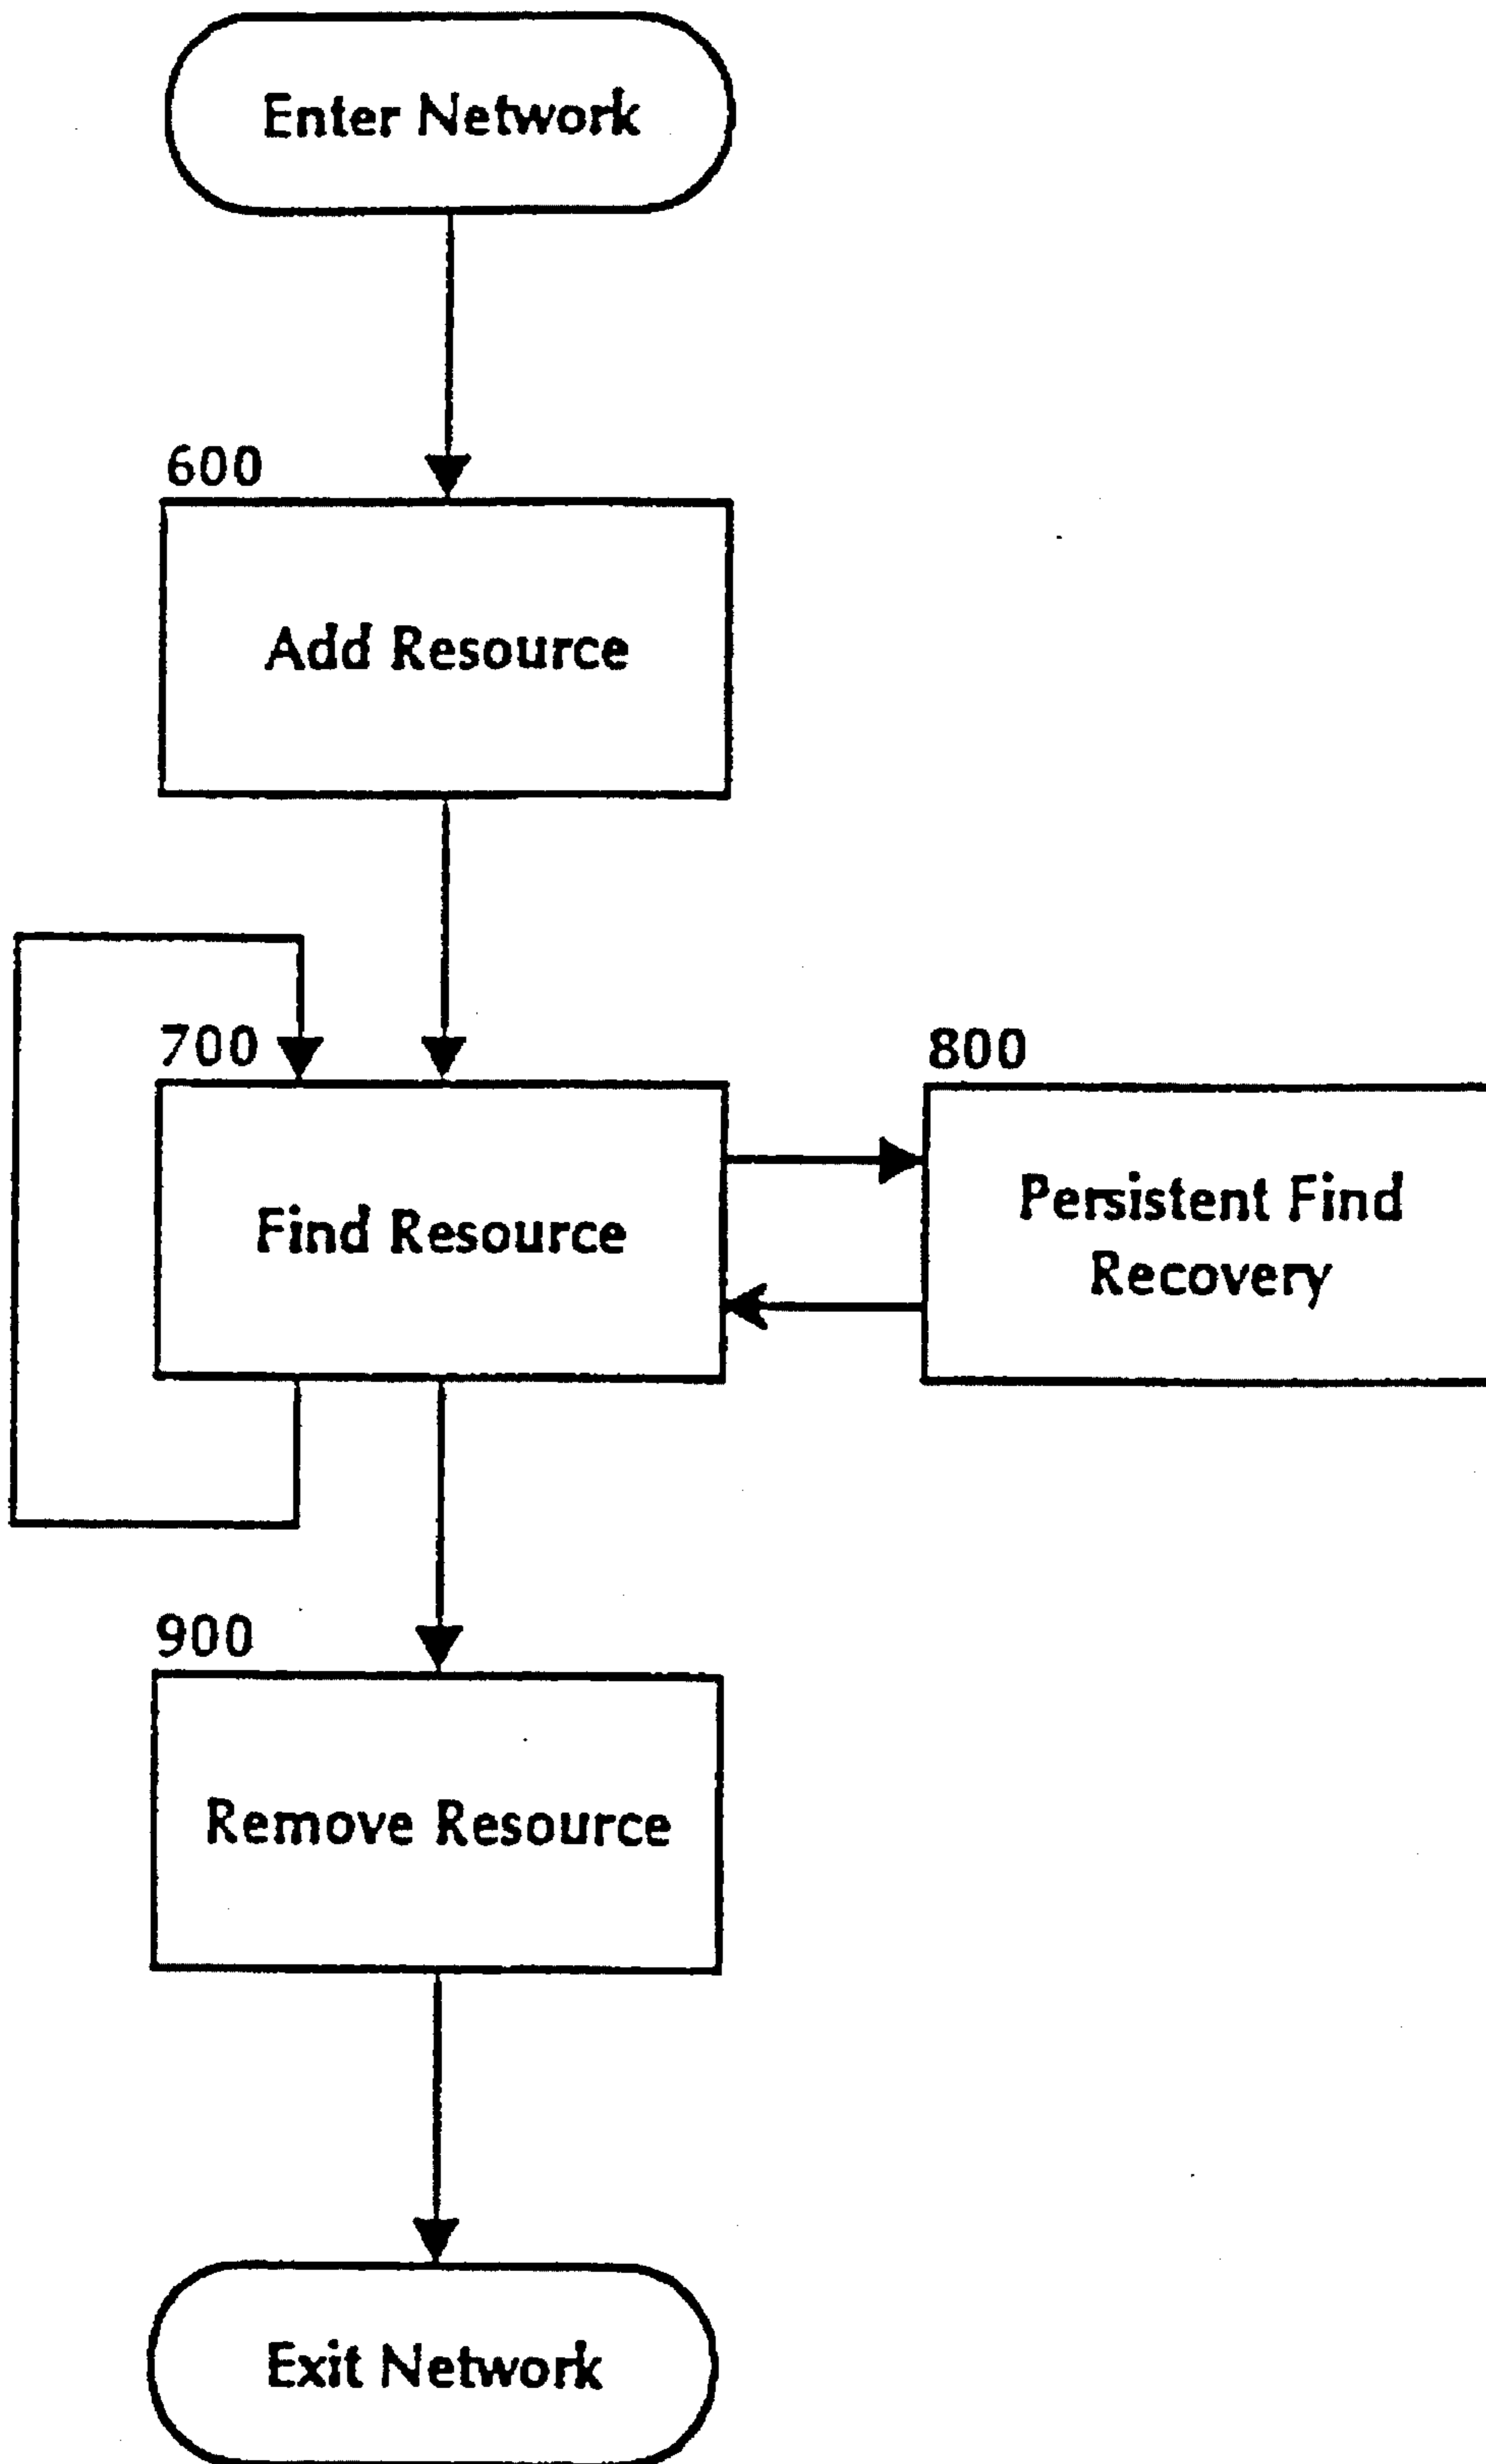 Enter Network
600
Add Resource
700
Find Resource
800
Persistent Find
Recovery
900
Remove Resource
Exit Network